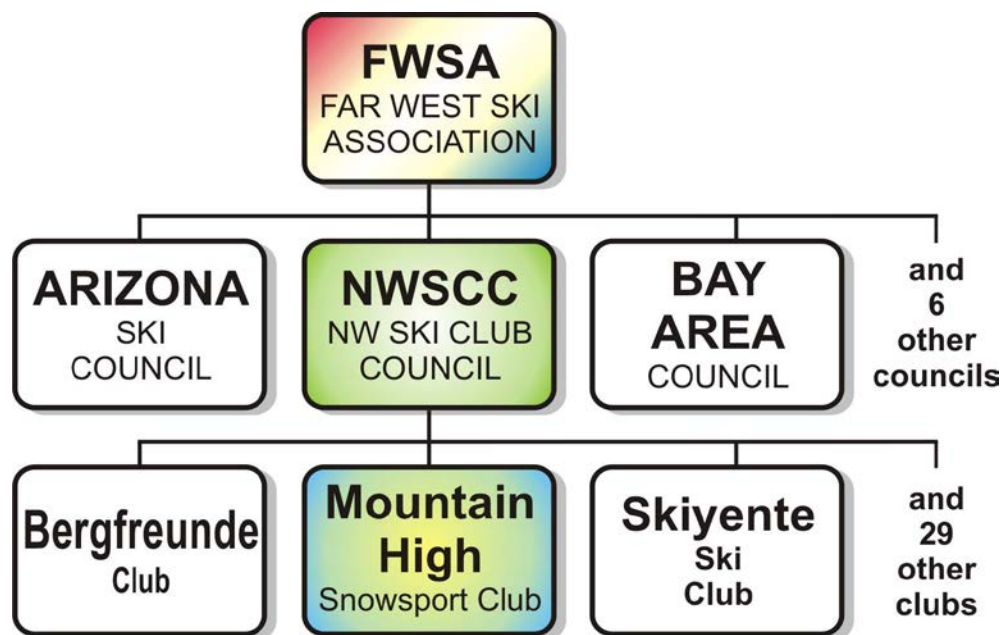 FWSA
FAR WEST SKI
ASSOCIATION
ARIZONA
SKI
COUNCIL
NWSCC
NW SKI CLUB
COUNCIL
BAY
AREA
COUNCIL
and
6
other
councils
Bergfreunde
Club
Mountain
High
Snowsport Club
Skiyente
Ski
Club
and
29
other
clubs